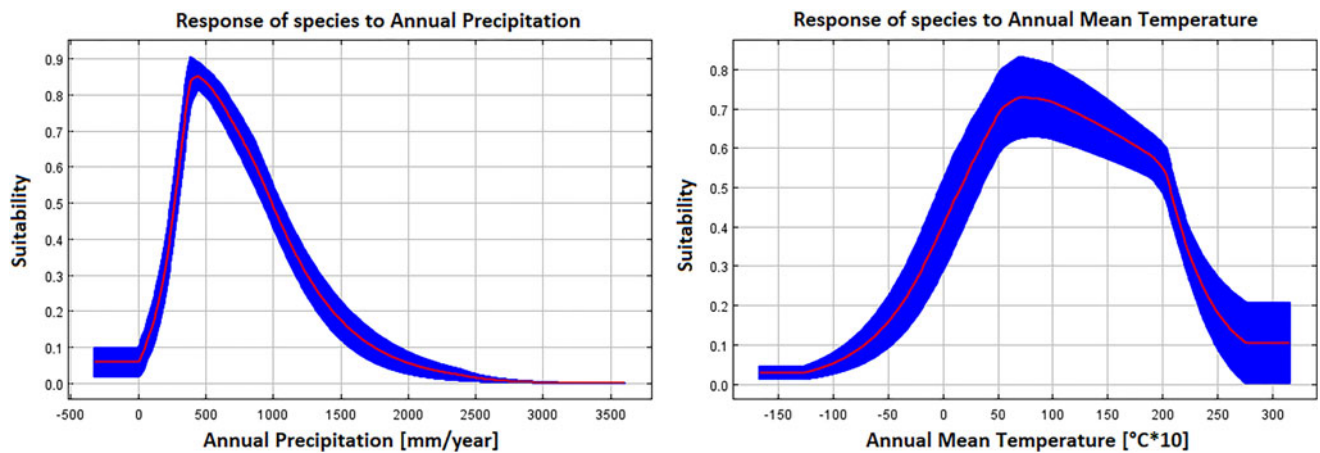 Response of species to Annual Precipitation
0.9
0.8
0.7
0.6
0.5
0.4
0.3
0.2
0.1
0.0
Suitability
-500 0 500 1000 1500 2000 2500 3000 3500
Annual Precipitation [mm/year]
Response of species to Annual Mean Temperature
0.8
0.7
0.6
0.5
0.4
0.3
0.2
0.1
0.0
Suitability
-150 -100 -50 0 50 100 150 200 250 300
Annual Mean Temperature [°C*10]